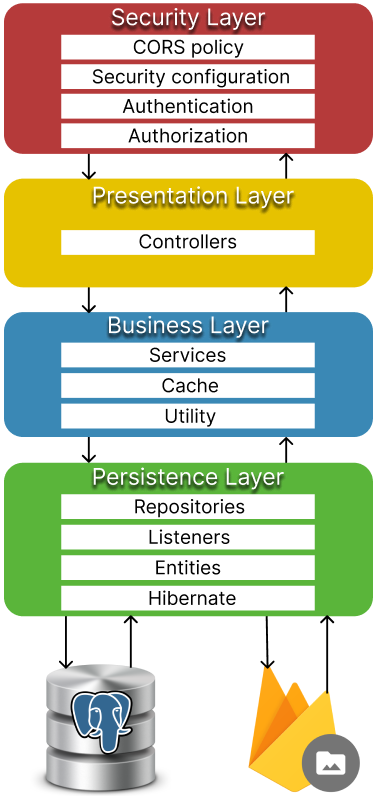 Security Layer
CORS policy
Security configuration
Authentication
Authorization
Presentation Layer
Controllers
Business Layer
Services
Cache
Utility
Persistence Layer
Repositories
Listeners
Entities
Hibernate